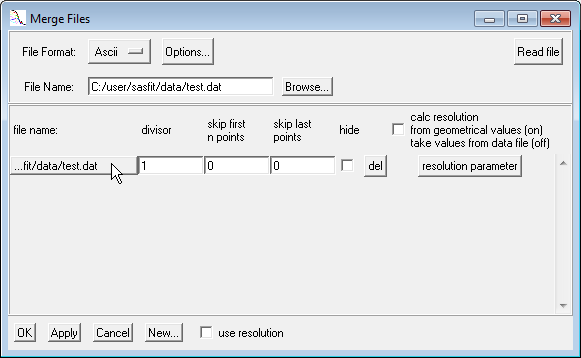 Merge Files
File Format: Ascii Options... Read file
File Name: C:/user/sasfit/data/test.dat Browse...
file name: divisor skip first n points skip last points hide calc resolution
from geometrical values (on)
take values from data file (off)
...fit/data/test.dat 1 0 0 del resolution parameter
OK Apply Cancel New... use resolution